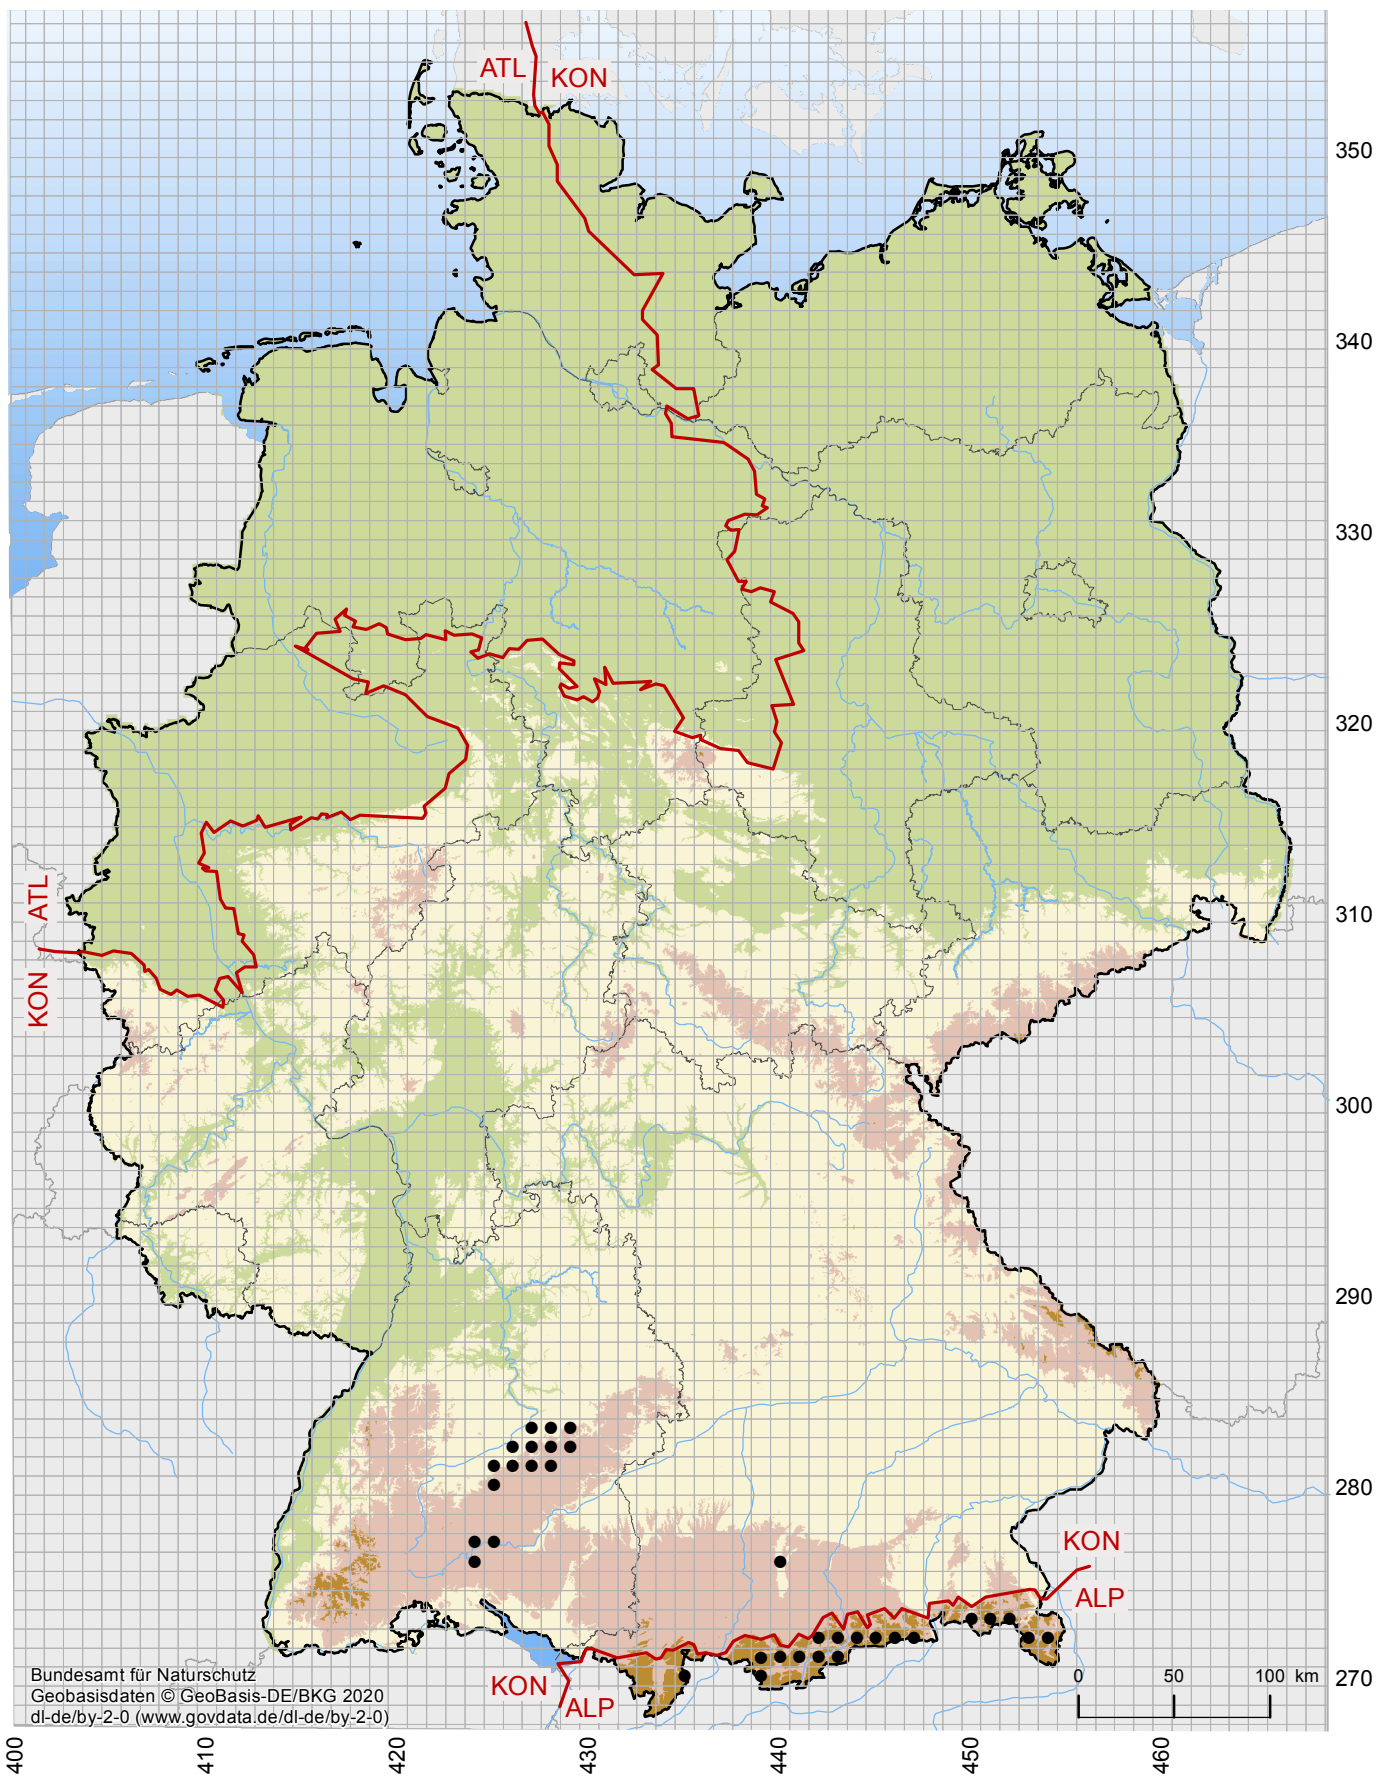 ATL
KON
350
340
330
320
310
300
290
280
270
ATL
KON
KON
ALP
KON
ALP
Bundesamt für Naturschutz
Geobasisdaten © GeoBasis-DE/BKG 2020
dl-de/by-2-0 (www.govdata.de/dl-de/by-2-0)
0 50 100 km
400 410 420 430 440 450 460